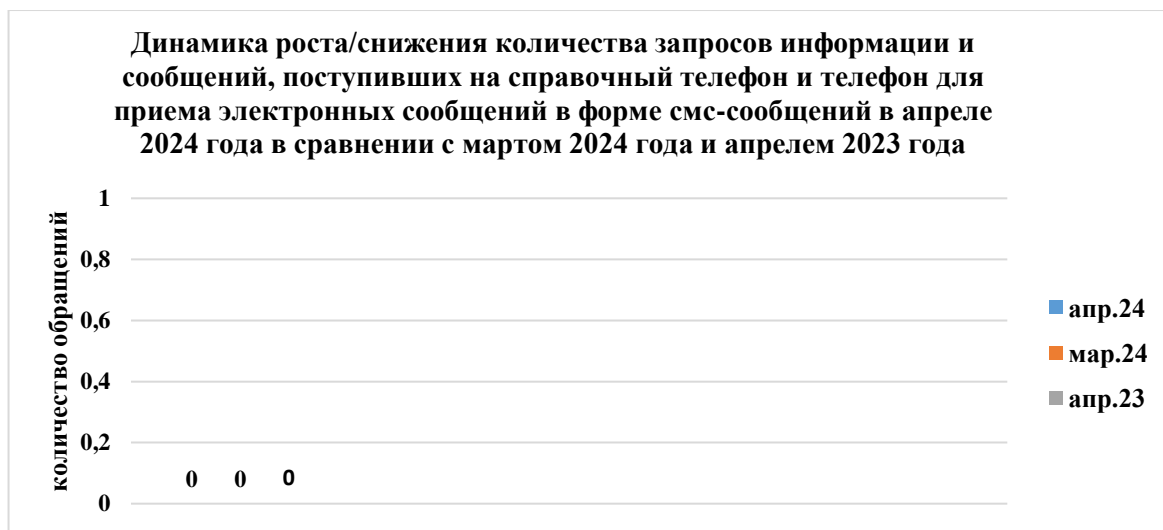 Динамика роста/снижения количества запросов информации и
сообщений, поступивших на справочный телефон и телефон для
приема электронных сообщений в форме смс-сообщений в апреле
2024 года в сравнении с мартом 2024 года и апрелем 2023 года
количество обращений
1
0,8
0,6
0,4
0,2
0
0 0 0
апр.24
мар.24
апр.23